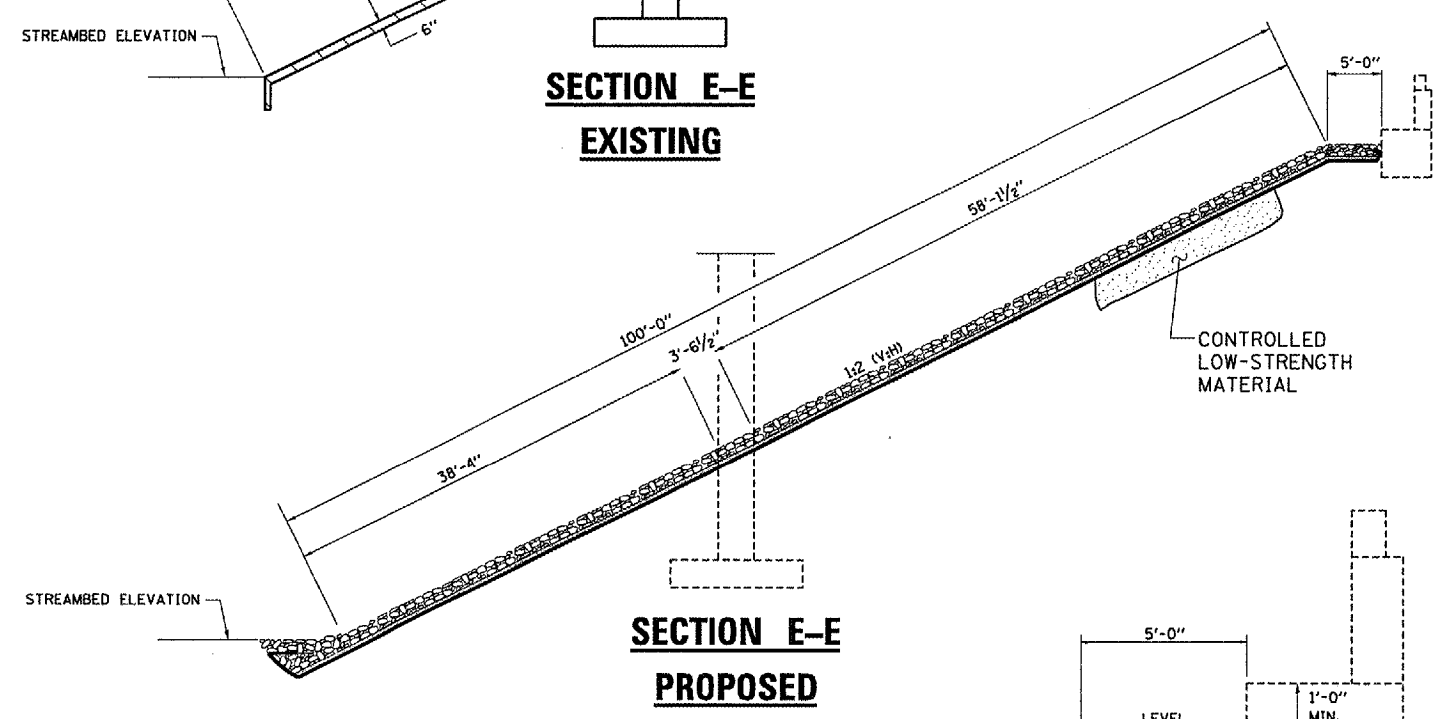 STREAMBED ELEVATION
6"
SECTION E–E
EXISTING
5'-0"
58'-1½"
100'-0"
3'-6½"
1:2 (V:H)
38'-4"
CONTROLLED
LOW-STRENGTH
MATERIAL
STREAMBED ELEVATION
SECTION E–E
PROPOSED
5'-0"
1'-0"
MIN.
LEVEL